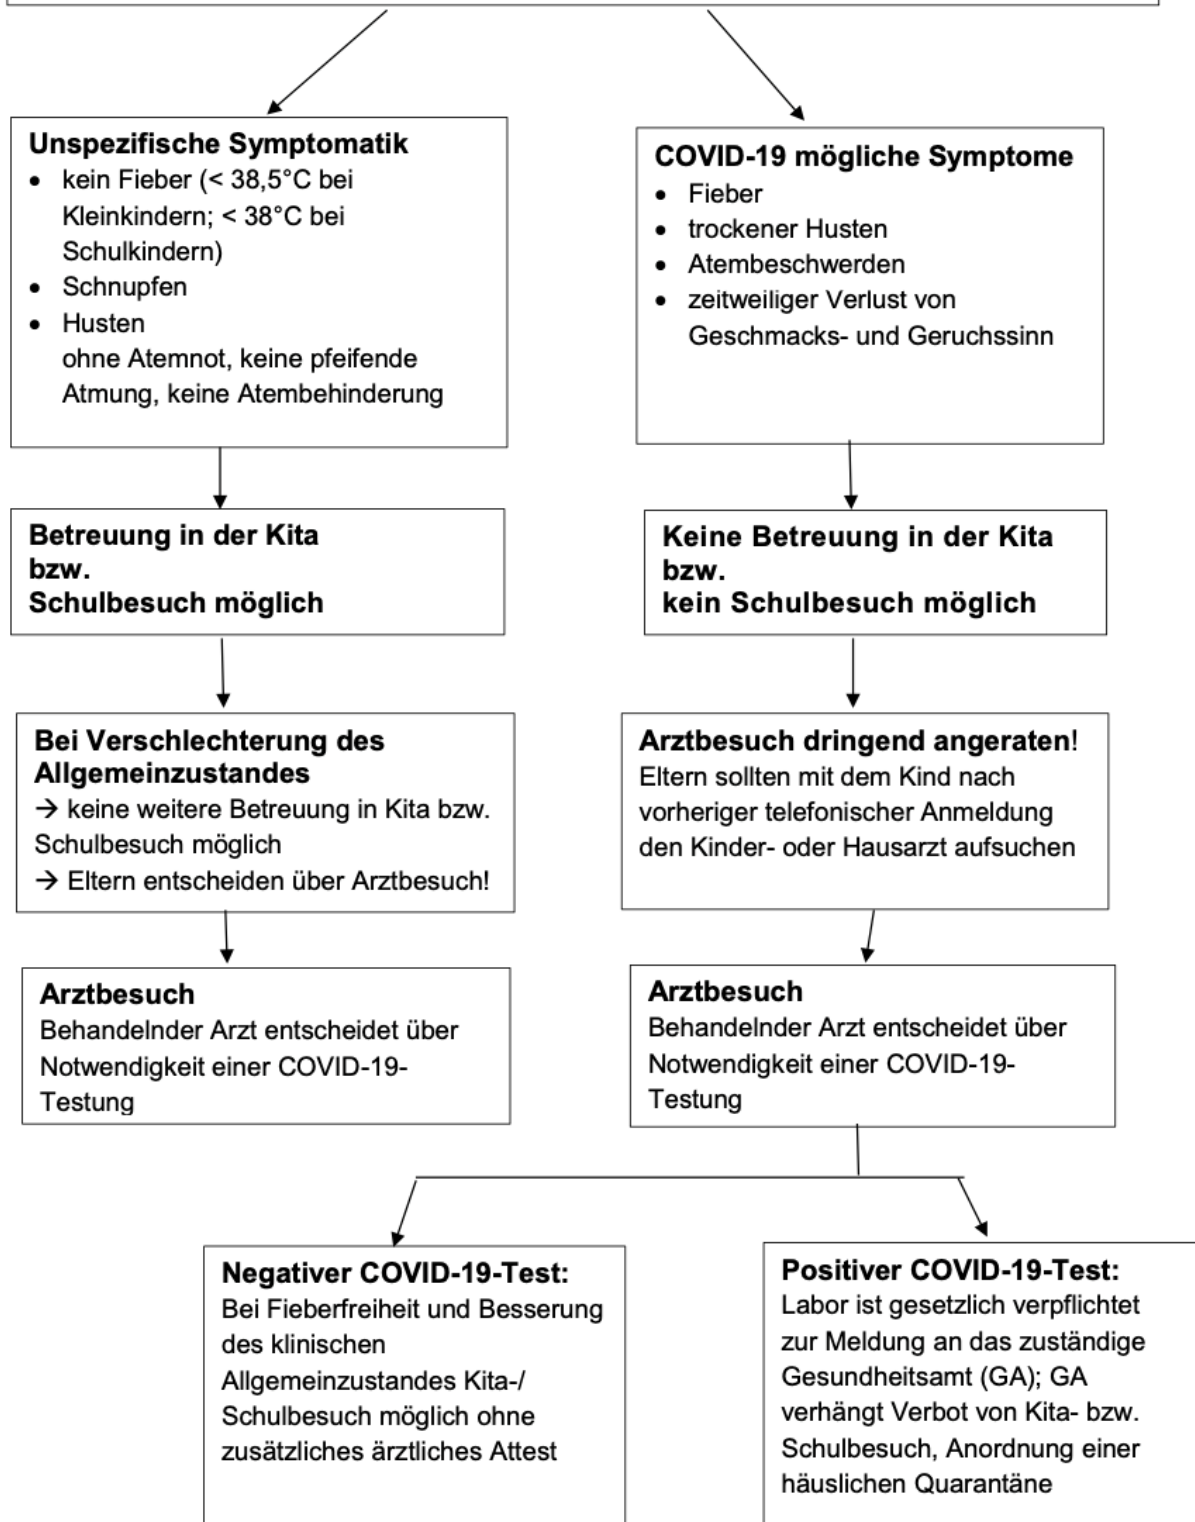 Unspezifische Symptomatik
• kein Fieber (< 38,5°C bei
Kleinkindern; < 38°C bei
Schulkindern)
• Schnupfen
• Husten
ohne Atemnot, keine pfeifende
Atmung, keine Atembehinderung
COVID-19 mögliche Symptome
• Fieber
• trockener Husten
• Atembeschwerden
• zeitweiliger Verlust von
Geschmacks- und Geruchssinn
Betreuung in der Kita
bzw.
Schulbesuch möglich
Keine Betreuung in der Kita
bzw.
kein Schulbesuch möglich
Bei Verschlechterung des
Allgemeinzustandes
→ keine weitere Betreuung in Kita bzw.
Schulbesuch möglich
→ Eltern entscheiden über Arztbesuch!
Arztbesuch dringend angeraten!
Eltern sollten mit dem Kind nach
vorheriger telefonischer Anmeldung
den Kinder- oder Hausarzt aufsuchen
Arztbesuch
Behandelnder Arzt entscheidet über
Notwendigkeit einer COVID-19-
Testung
Arztbesuch
Behandelnder Arzt entscheidet über
Notwendigkeit einer COVID-19-
Testung
Negativer COVID-19-Test:
Bei Fieberfreiheit und Besserung
des klinischen
Allgemeinzustandes Kita-/
Schulbesuch möglich ohne
zusätzliches ärztliches Attest
Positiver COVID-19-Test:
Labor ist gesetzlich verpflichtet
zur Meldung an das zuständige
Gesundheitsamt (GA); GA
verhängt Verbot von Kita- bzw.
Schulbesuch, Anordnung einer
häuslichen Quarantäne